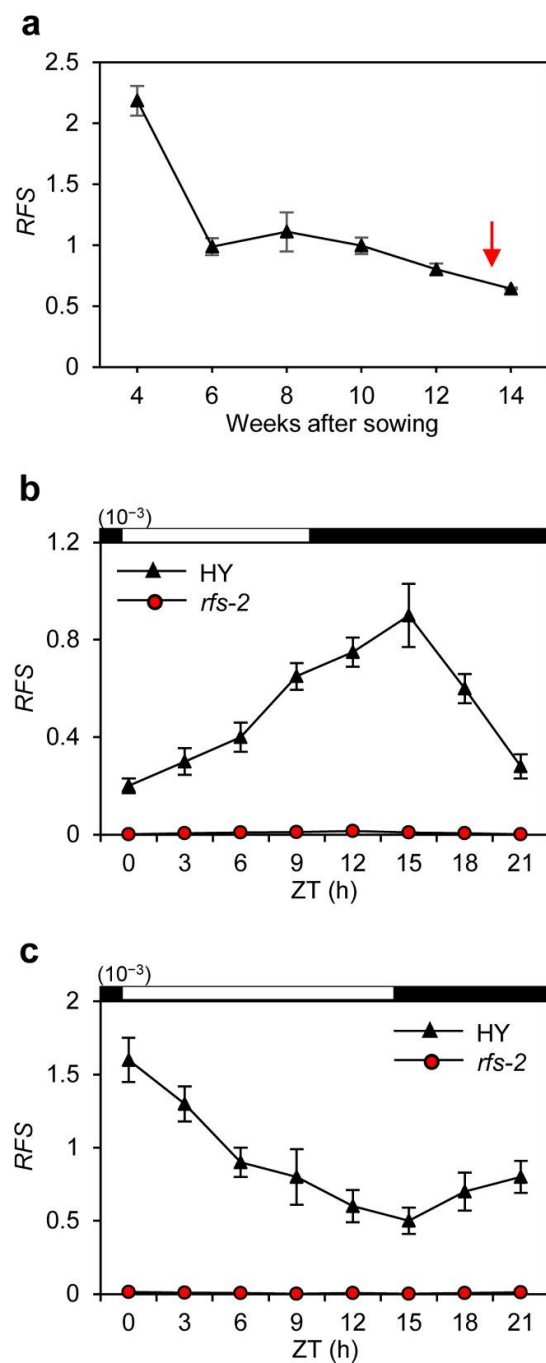 a
2.5
2
1.5
1
0.5
0
RFS
4 6 8 10 12 14
Weeks after sowing
b
(10⁻³)
1.2
0.8
0.4
0
RFS
HY
rfs-2
0 3 6 9 12 15 18 21
ZT (h)
c
(10⁻³)
2
1.5
1
0.5
0
RFS
HY
rfs-2
0 3 6 9 12 15 18 21
ZT (h)